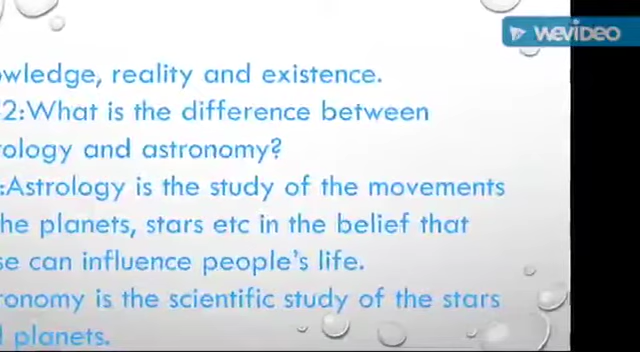 wledge, reality and existence.
2:What is the difference between
ology and astronomy?
:Astrology is the study of the movements
he planets, stars etc in the belief that
se can influence people's life.
ronomy is the scientific study of the stars
planets.
WEVIDEO